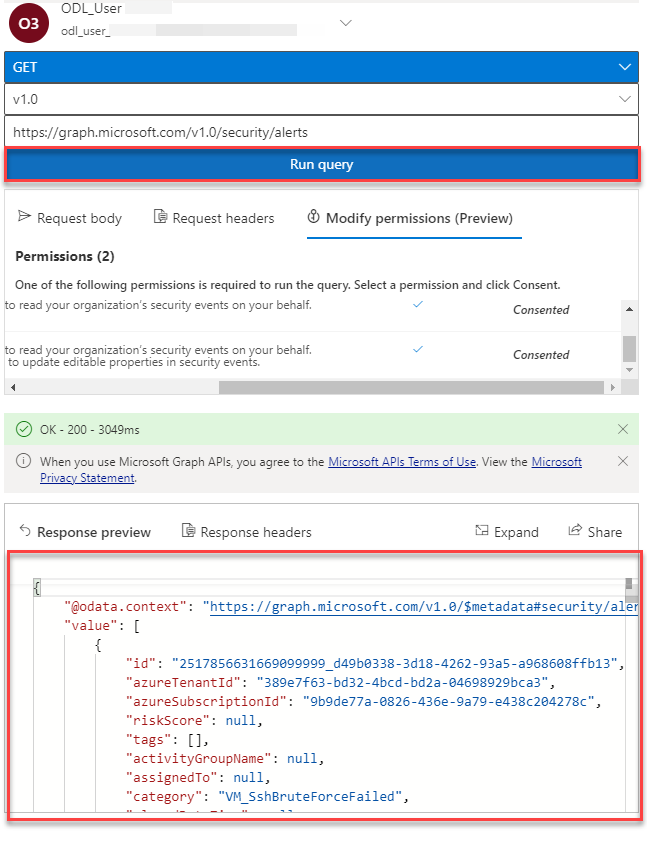 O3
ODL_User
odl_user_
GET
v1.0
https://graph.microsoft.com/v1.0/security/alerts
Run query
Request body Request headers Modify permissions (Preview)
Permissions (2)
One of the following permissions is required to run the query. Select a permission and click Consent.
to read your organization's security events on your behalf. Consented
to read your organization's security events on your behalf. Consented
to update editable properties in security events.
OK - 200 - 3049ms
When you use Microsoft Graph APIs, you agree to the Microsoft APIs Terms of Use. View the Microsoft
Privacy Statement.
Response preview Response headers Expand Share
{
"@odata.context": "https://graph.microsoft.com/v1.0/$metadata#security/aler
"value": [
{
"id": "2517856631669099999_d49b0338-3d18-4262-93a5-a968608ffb13",
"azureTenantId": "389e7f63-bd32-4bcd-bd2a-04698929bca3",
"azureSubscriptionId": "9b9de77a-0826-436e-9a79-e438c204278c",
"riskScore": null,
"tags": [],
"activityGroupName": null,
"assignedTo": null,
"category": "VM_SshBruteForceFailed",